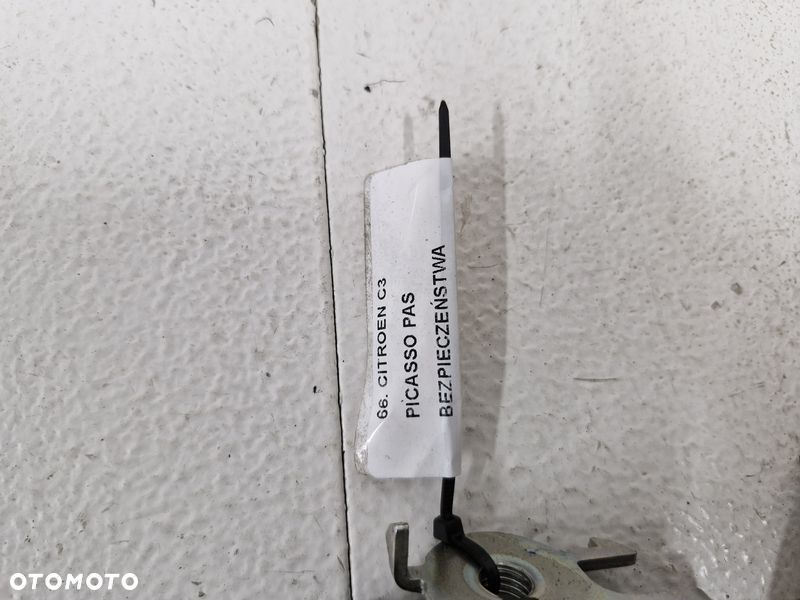 66. CITROEN C3
PICASSO PAS
BEZPIECZEŃSTWA
OTOMOTO